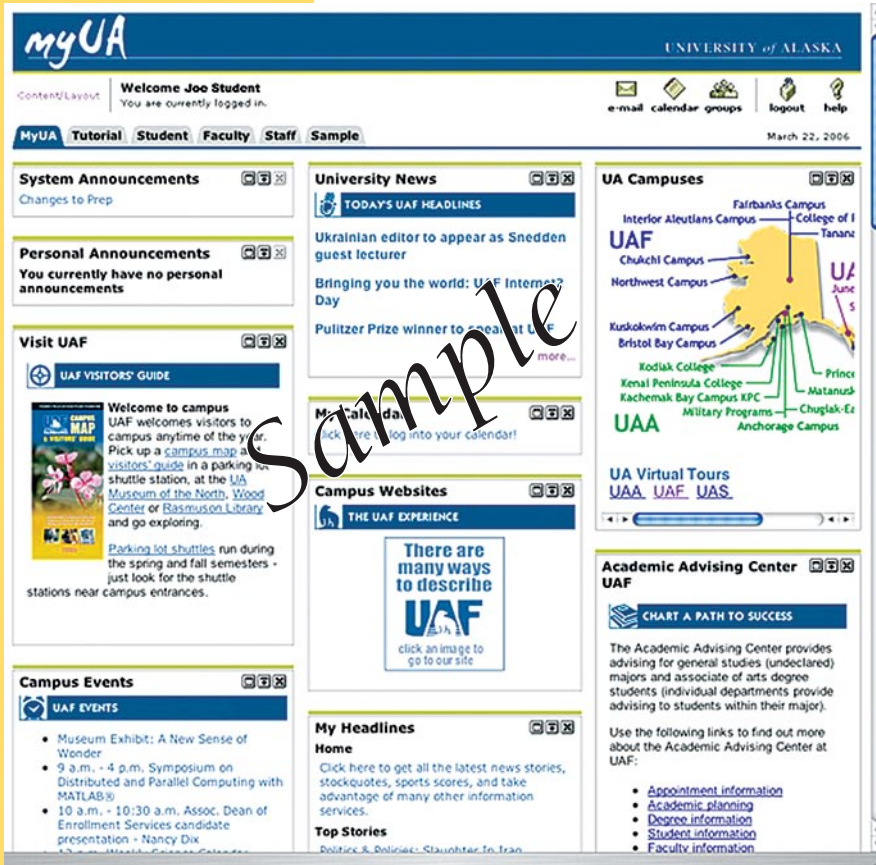 myUA
UNIVERSITY of ALASKA
Content/Layout
Welcome Joe Student
You are currently logged in.
e-mail calendar groups logout help
MyUA Tutorial Student Faculty Staff Sample
March 22, 2006
System Announcements
Changes to Prep
Personal Announcements
You currently have no personal
announcements
Visit UAF
UAF VISITORS' GUIDE
CAMPUS
MAP
& VISITORS' GUIDE
Welcome to campus
UAF welcomes visitors to
campus anytime of the year.
Pick up a campus map and
visitors' guide in a parking lot
shuttle station, at the UA
Museum of the North, Wood
Center or Rasmuson Library
and go exploring.
Parking lot shuttles run during
the spring and fall semesters -
just look for the shuttle
stations near campus entrances.
Campus Events
UAF EVENTS
Museum Exhibit: A New Sense of
Wonder
9 a.m. - 4 p.m. Symposium on
Distributed and Parallel Computing with
MATLAB®
10 a.m. - 10:30 a.m. Assoc. Dean of
Enrollment Services candidate
presentation - Nancy Dix
University News
TODAY'S UAF HEADLINES
Ukrainian editor to appear as Snedden
guest lecturer
Bringing you the world: UAF Internet2
Day
Pulitzer Prize winner to speak at UAF
more...
My Calendar
Click here to log into your calendar!
Sample
Campus Websites
THE UAF EXPERIENCE
There are
many ways
to describe
UAF
click an image to
go to our site
My Headlines
Home
Click here to get all the latest news stories,
stockquotes, sports scores, and take
advantage of many other information
services.
Top Stories
Politics & Policies: Slaughter In Iraq
UA Campuses
Fairbanks Campus
Interior Aleutians Campus
College of
UAF
Chukchi Campus
Northwest Campus
Kuskokwim Campus
Bristol Bay Campus
Kodiak College
Kenai Peninsula College
Kachemak Bay Campus KPC
Military Programs
UAA
Anchorage Campus
UA Virtual Tours
UAA UAF UAS
Academic Advising Center
UAF
CHART A PATH TO SUCCESS
The Academic Advising Center provides
advising for general studies (undeclared)
majors and associate of arts degree
students (individual departments provide
advising to students within their major).
Use the following links to find out more
about the Academic Advising Center at
UAF:
Appointment information
Academic planning
Degree information
Student information
Faculty information